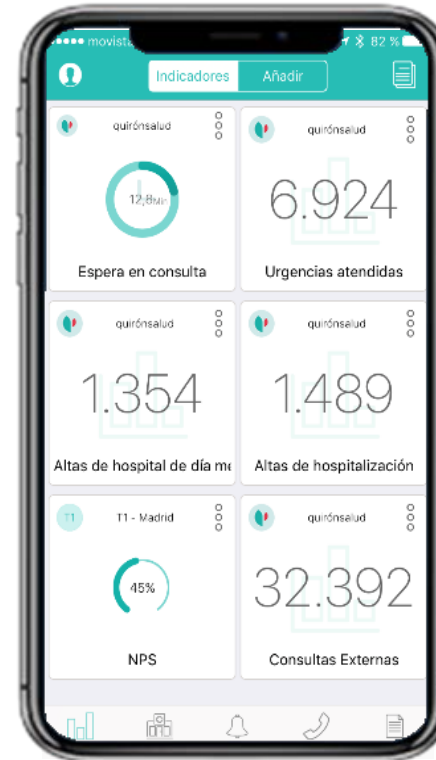 movista 82 %
Indicadores Añadir
quirónsalud
12,8Min
Espera en consulta
quirónsalud
6.924
Urgencias atendidas
quirónsalud
1.354
Altas de hospital de día me
quirónsalud
1.489
Altas de hospitalización
T1 T1 - Madrid
45%
NPS
quirónsalud
32.392
Consultas Externas